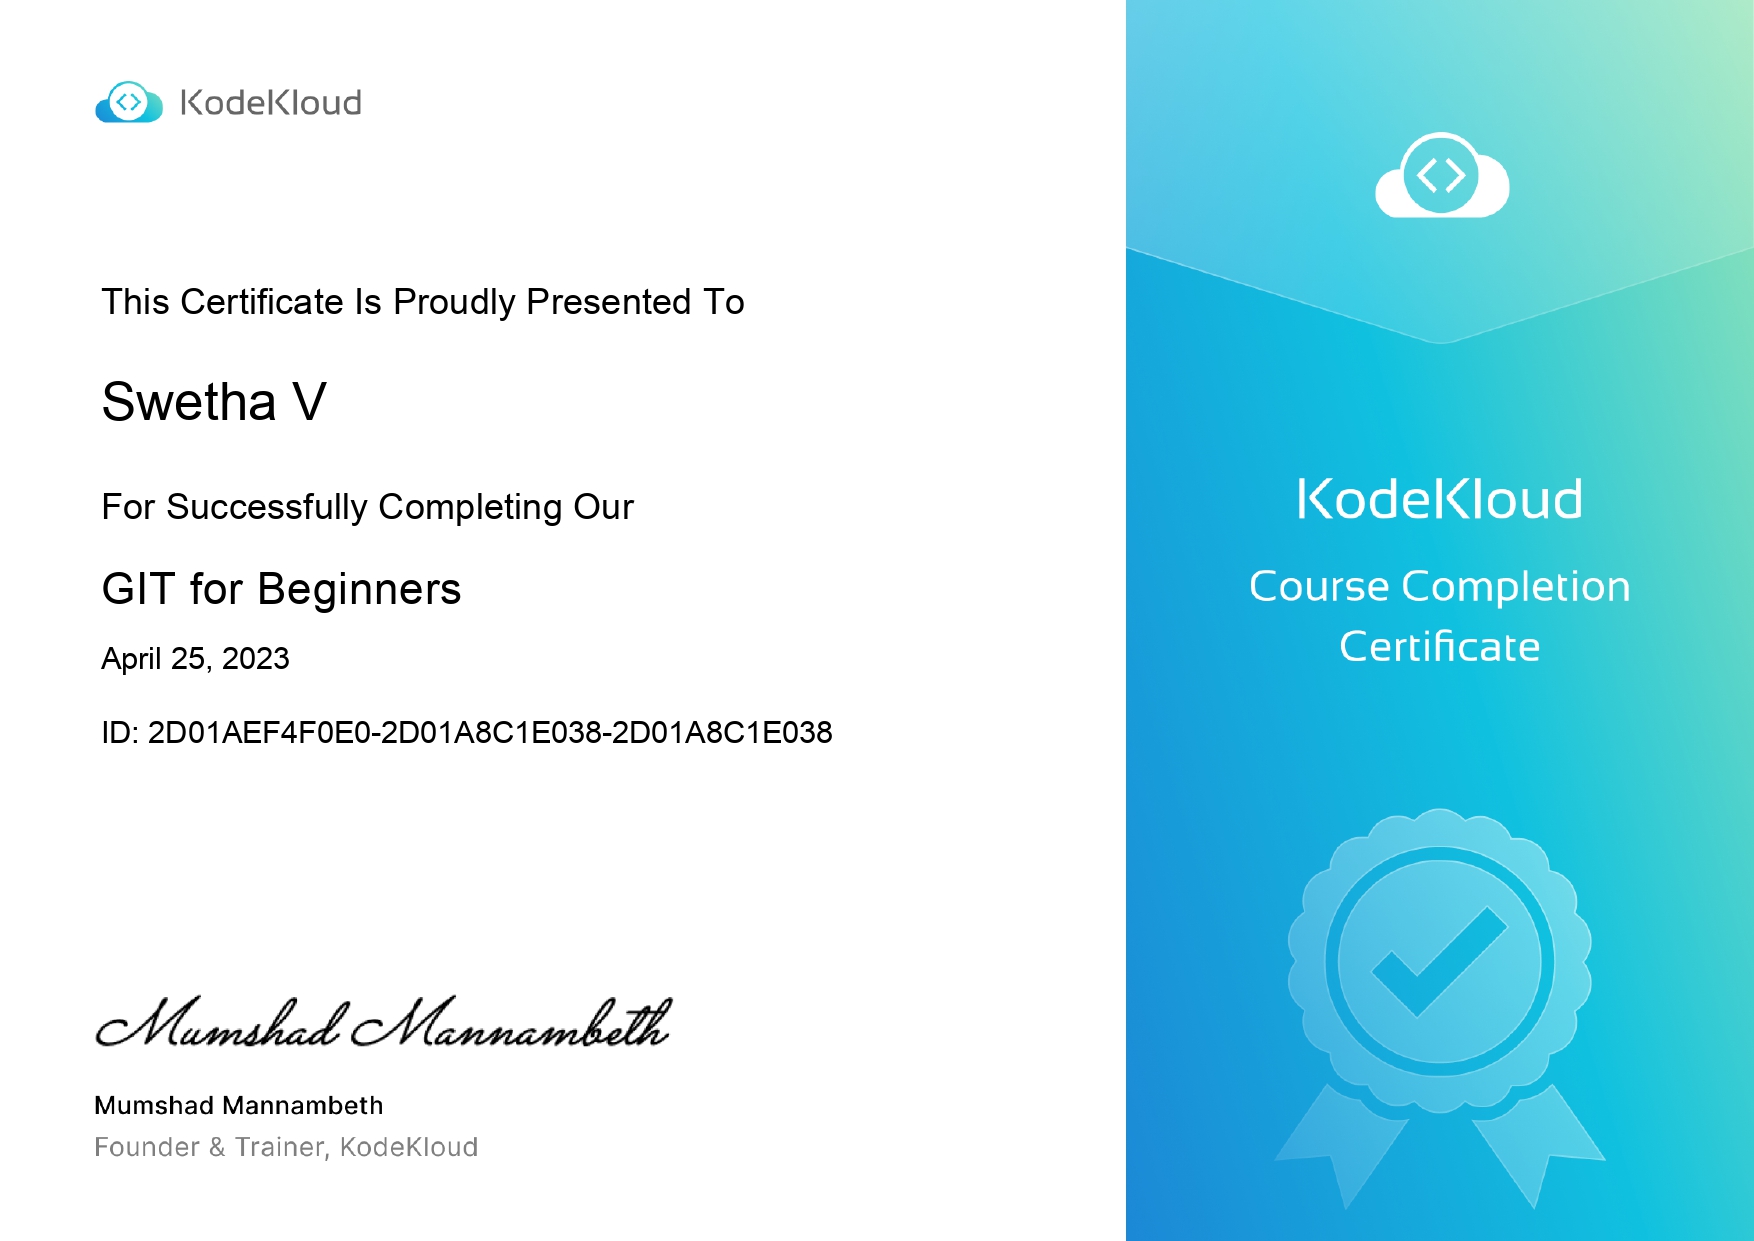 KodeKloud
This Certificate Is Proudly Presented To
Swetha V
For Successfully Completing Our
GIT for Beginners
April 25, 2023
ID: 2D01AEF4F0E0-2D01A8C1E038-2D01A8C1E038
Mumshad Mannambeth
Mumshad Mannambeth
Founder & Trainer, KodeKloud
KodeKloud
Course Completion
Certificate